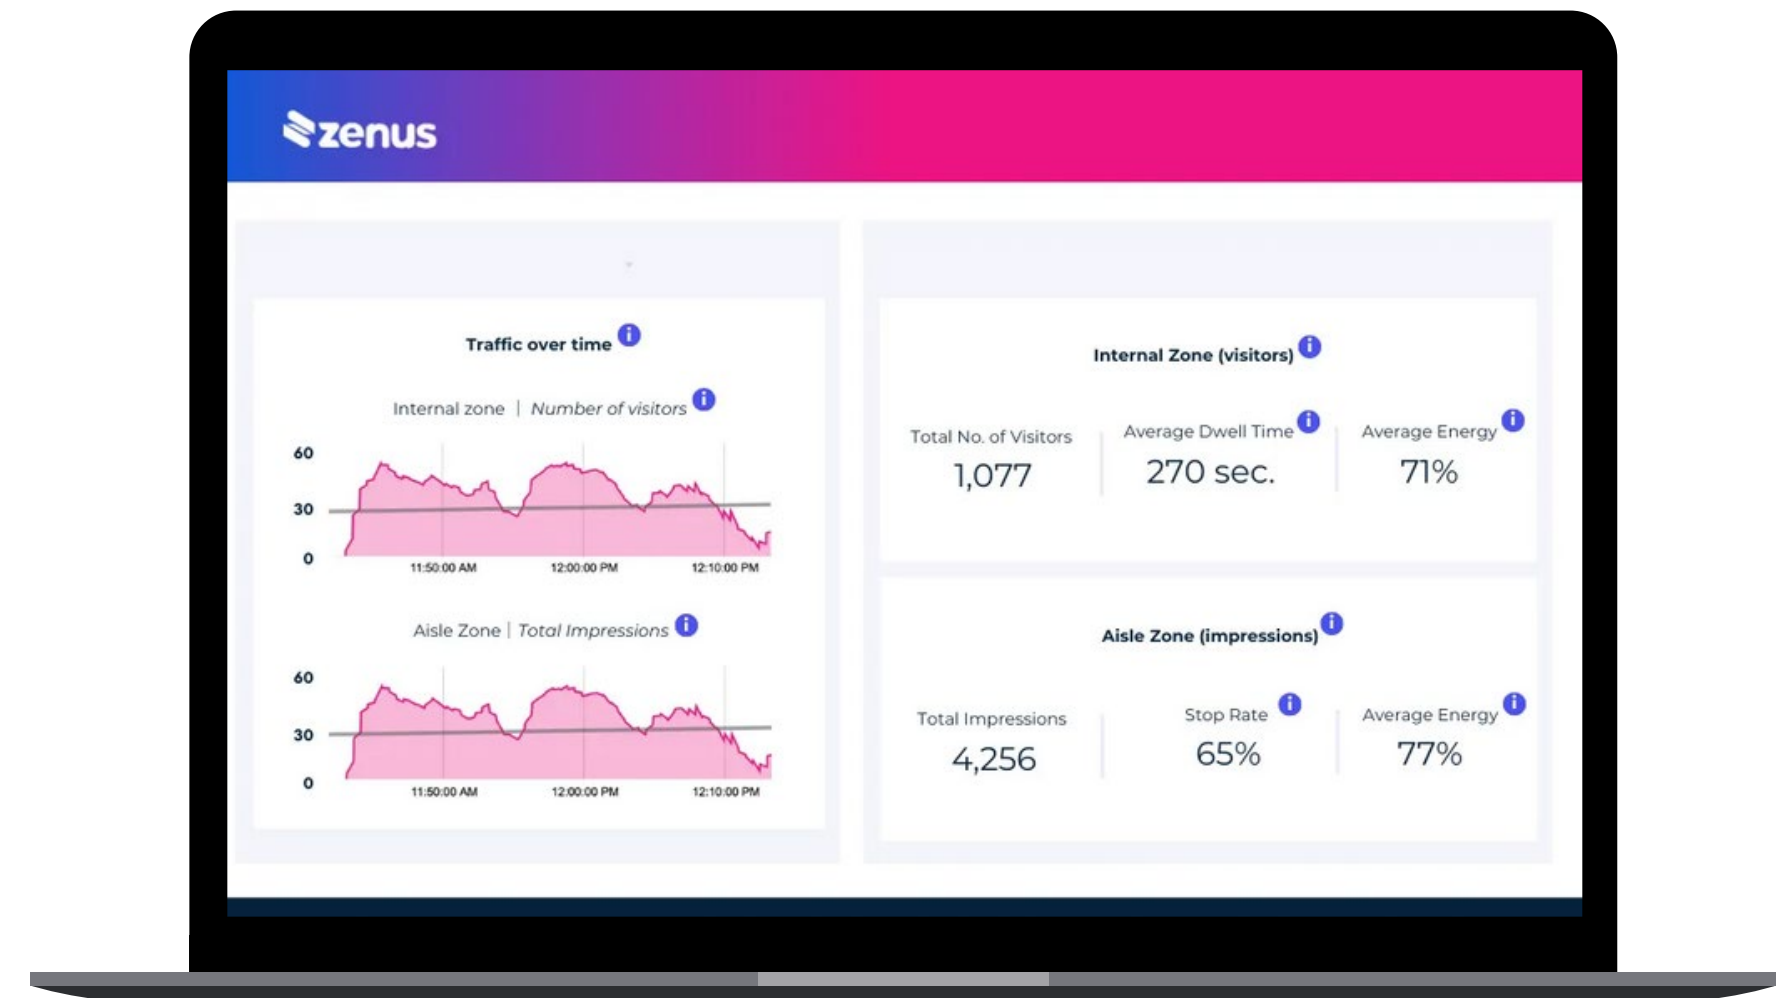 zenus
Traffic over time
Internal zone | Number of visitors
60
30
0
11:50:00 AM 12:00:00 PM 12:10:00 PM
Aisle Zone | Total Impressions
60
30
0
11:50:00 AM 12:00:00 PM 12:10:00 PM
Internal Zone (visitors)
Total No. of Visitors
1,077
Average Dwell Time
270 sec.
Average Energy
71%
Aisle Zone (impressions)
Total Impressions
4,256
Stop Rate
65%
Average Energy
77%